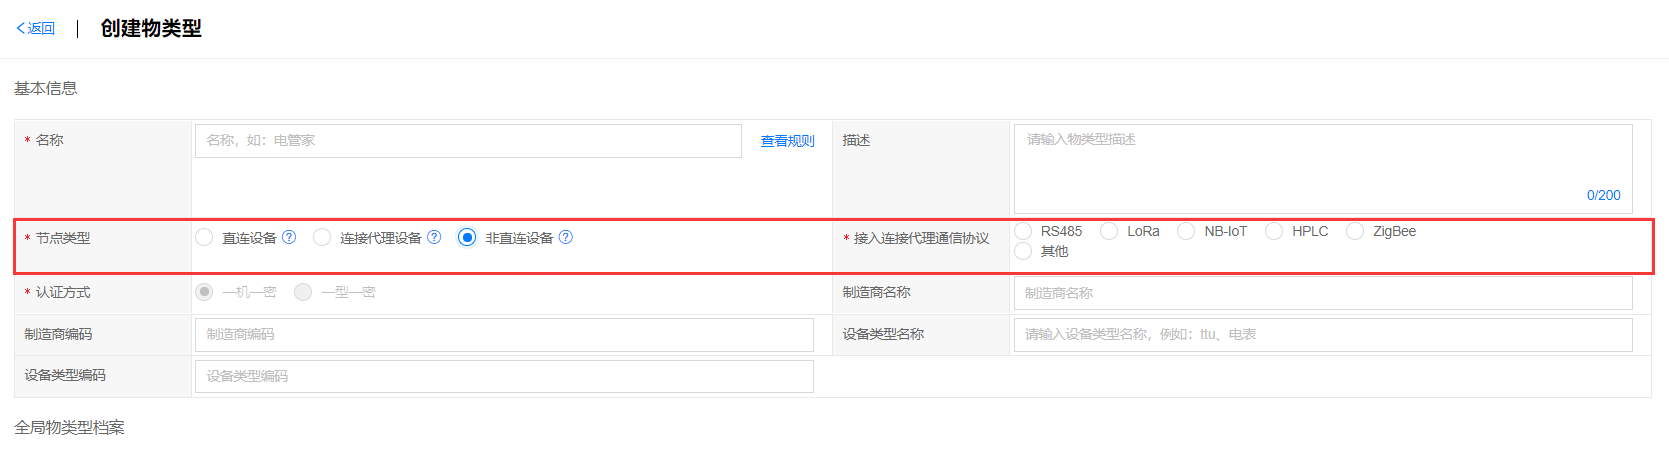 返回 创建物类型
基本信息
* 名称 名称，如：电管家 查看规则 描述 请输入物类型描述
0/200
* 节点类型 直连设备 ? 连接代理设备 ? 非直连设备 ? * 接入连接代理通信协议 RS485 LoRa NB-IoT HPLC ZigBee
其他
* 认证方式 一机一密 一型一密 制造商名称 制造商名称
制造商编码 制造商编码 设备类型名称 请输入设备类型名称，例如：ttu、电表
设备类型编码 设备类型编码
全局物类型档案